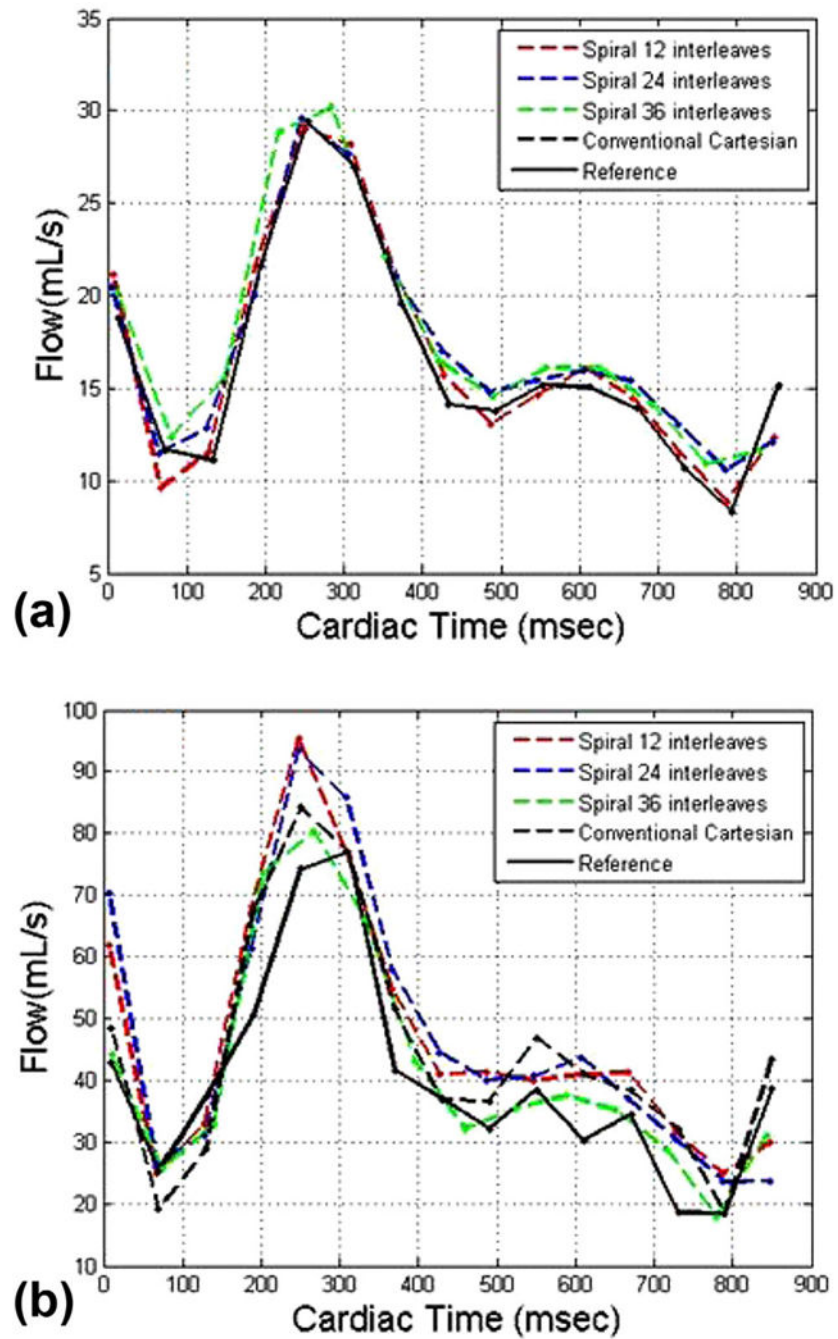 35
30
25
20
15
10
5
Flow(mL/s)
Spiral 12 interleaves
Spiral 24 interleaves
Spiral 36 interleaves
Conventional Cartesian
Reference
0 100 200 300 400 500 600 700 800 900
Cardiac Time (msec)
(a)
100
90
80
70
60
50
40
30
20
10
Flow(mL/s)
Spiral 12 interleaves
Spiral 24 interleaves
Spiral 36 interleaves
Conventional Cartesian
Reference
0 100 200 300 400 500 600 700 800 900
Cardiac Time (msec)
(b)